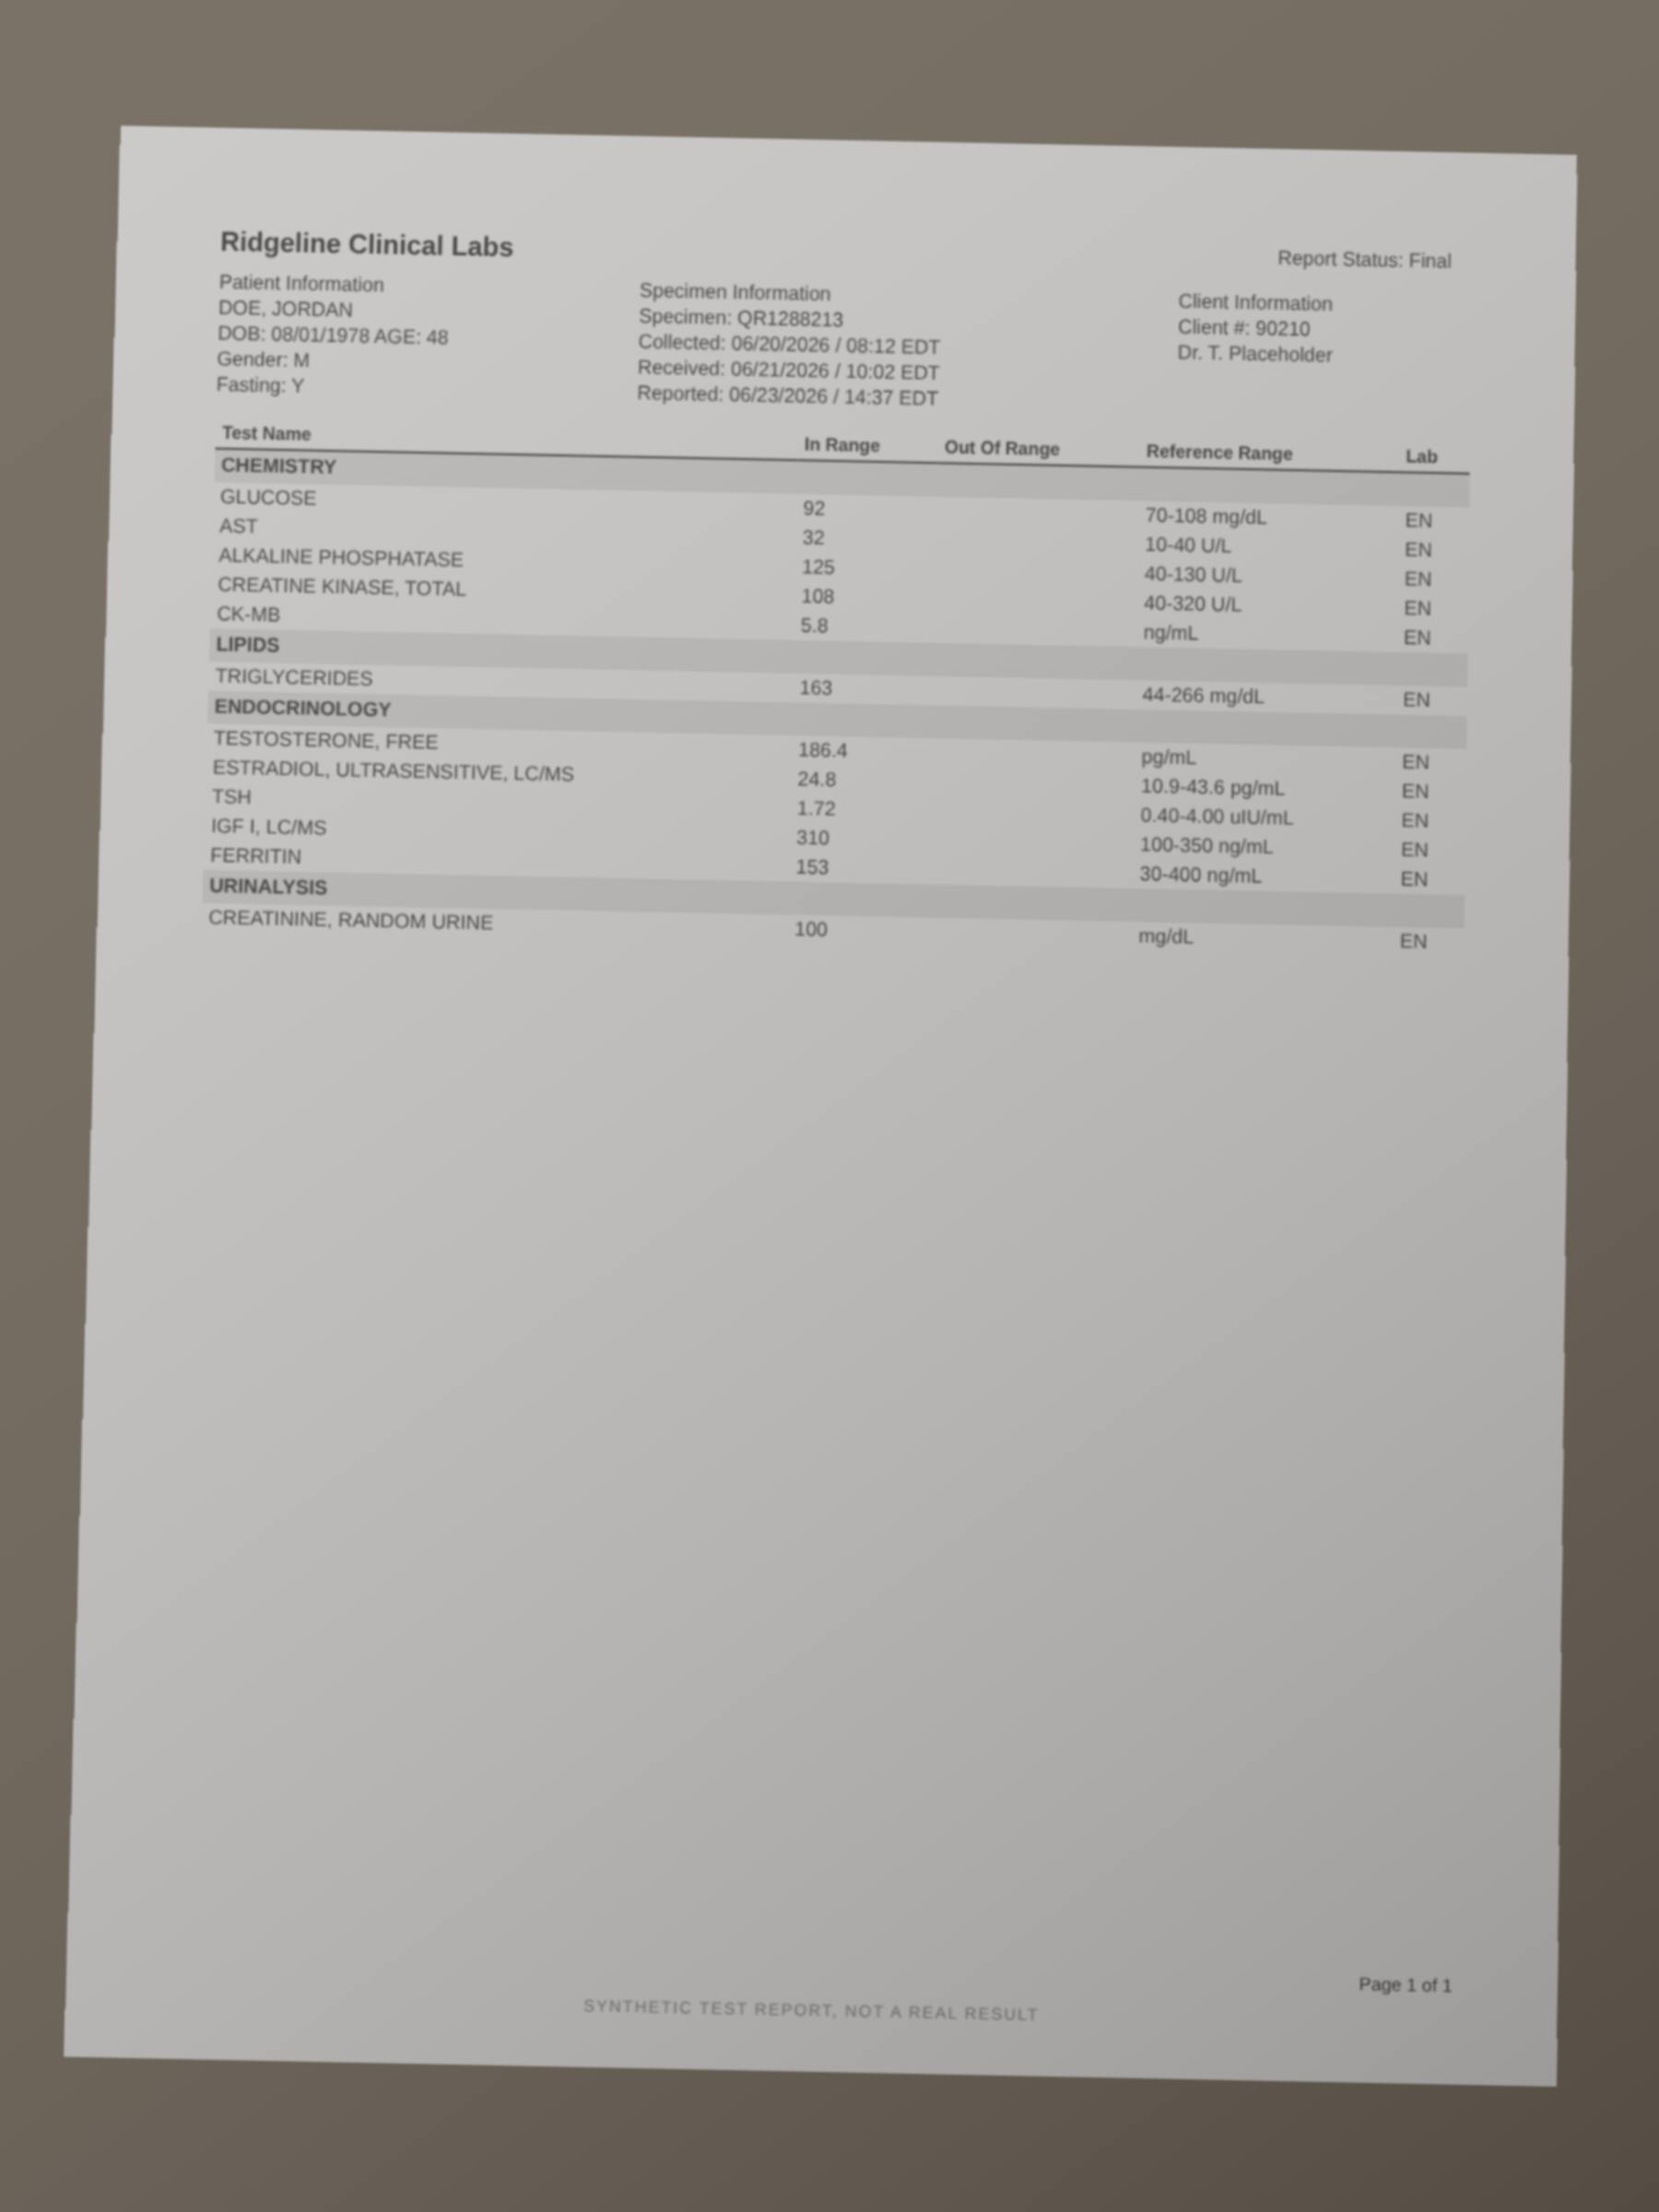 Ridgeline Clinical Labs
Report Status: Final
Patient Information
DOE, JORDAN
DOB: 08/01/1978 AGE: 48
Gender: M
Fasting: Y
Specimen Information
Specimen: QR1288213
Collected: 06/20/2026 / 08:12 EDT
Received: 06/21/2026 / 10:02 EDT
Reported: 06/23/2026 / 14:37 EDT
Client Information
Client #: 90210
Dr. T. Placeholder
Test Name In Range Out Of Range Reference Range Lab
CHEMISTRY
GLUCOSE 92 70-108 mg/dL EN
AST 32 10-40 U/L EN
ALKALINE PHOSPHATASE 125 40-130 U/L EN
CREATINE KINASE, TOTAL 108 40-320 U/L EN
CK-MB 5.8 ng/mL EN
LIPIDS
TRIGLYCERIDES 163 44-266 mg/dL EN
ENDOCRINOLOGY
TESTOSTERONE, FREE 186.4 pg/mL EN
ESTRADIOL, ULTRASENSITIVE, LC/MS 24.8 10.9-43.6 pg/mL EN
TSH 1.72 0.40-4.00 uIU/mL EN
IGF I, LC/MS 310 100-350 ng/mL EN
FERRITIN 153 30-400 ng/mL EN
URINALYSIS
CREATININE, RANDOM URINE 100 mg/dL EN
Page 1 of 1
SYNTHETIC TEST REPORT, NOT A REAL RESULT